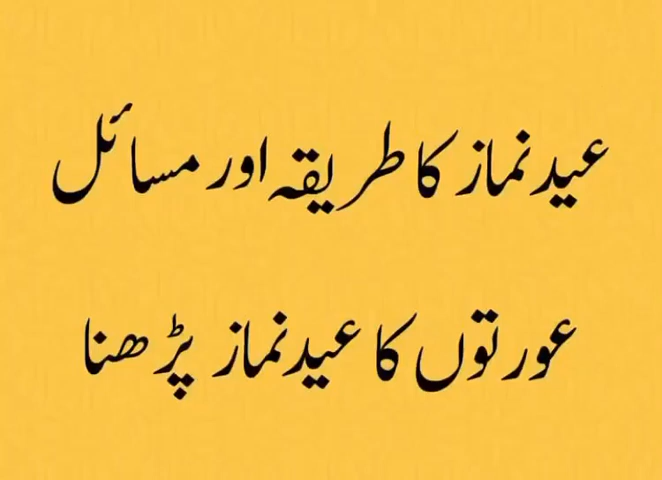 عید نماز کا طریقہ اور مسائل
عورتوں کا عید نماز پڑھنا